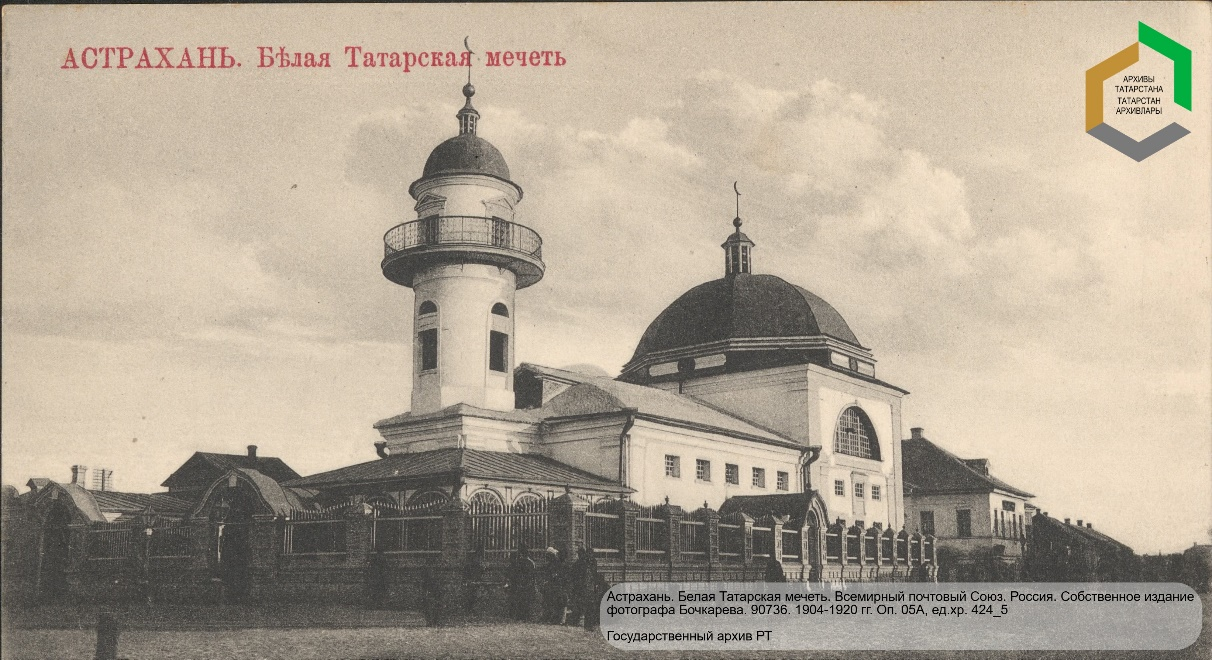 АСТРАХАНЬ. Бѣлая Татарская мечеть
АРХИВЫ
ТАТАРСТАНА
ТАТАРСТАН
АРХИВЛАРЫ
Астрахань. Белая Татарская мечеть. Всемирный почтовый Союз. Россия. Собственное издание
фотографа Бочкарева. 90736. 1904-1920 гг. Оп. 05А, ед.хр. 424_5
Государственный архив РТ